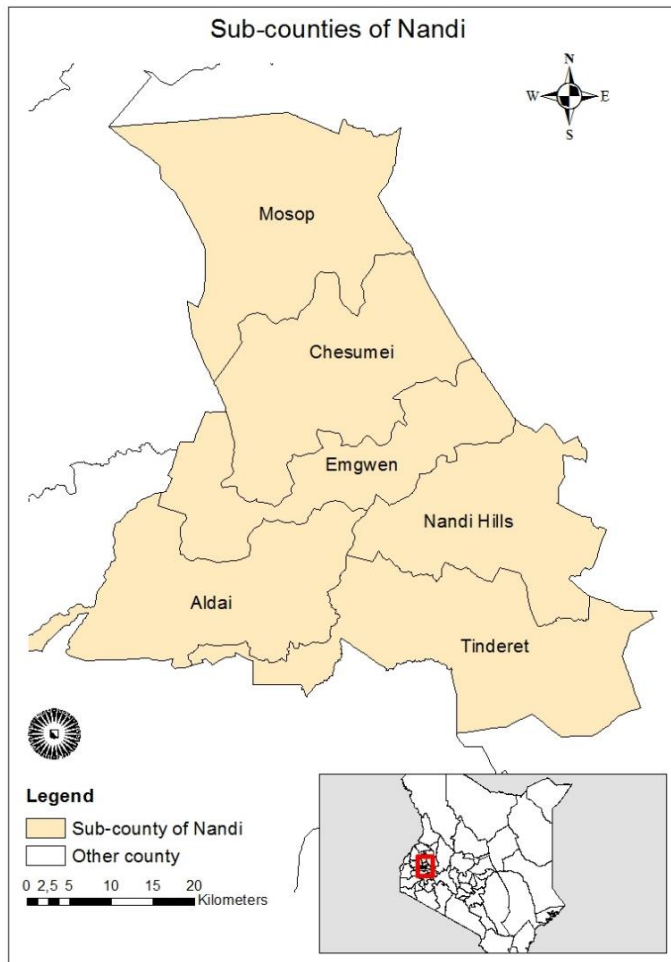 Sub-counties of Nandi
N
W E
S
Mosop
Chesumei
Emgwen
Nandi Hills
Aldai
Tinderet
Legend
Sub-county of Nandi
Other county
0 2,5 5 10 15 20
Kilometers